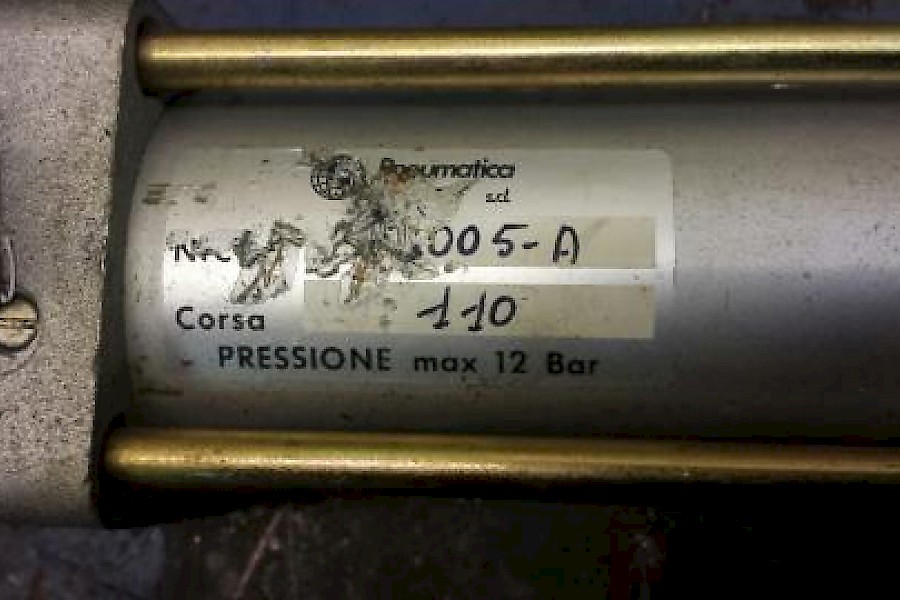 Pneumatica
s.d.
005-A
Corsa 110
PRESSIONE max 12 Bar